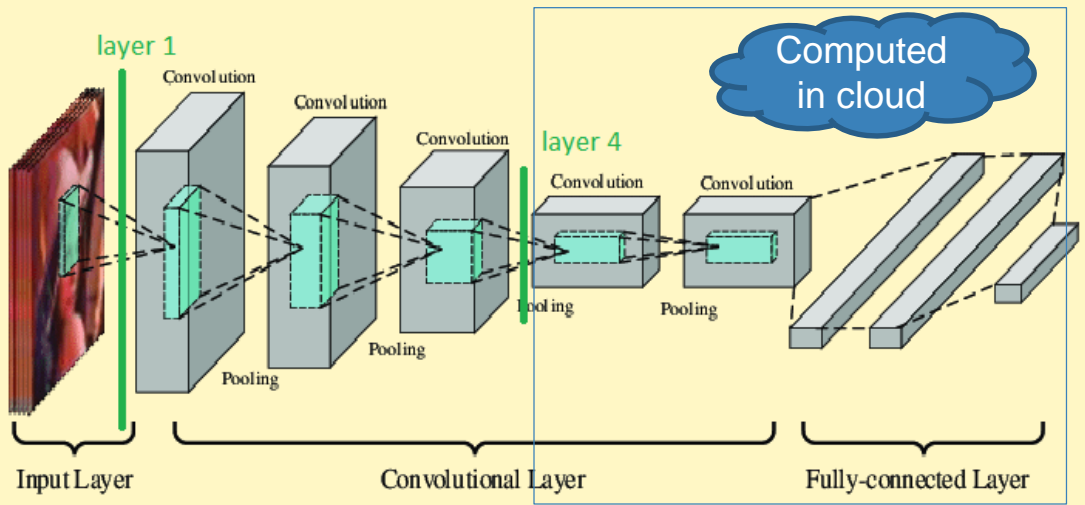 layer 1
Computed
in cloud
Convolution
Convolution
Convolution
layer 4
Convolution
Convolution
Pooling
Pooling
Pooling
Pooling
Input Layer
Convolutional Layer
Fully-connected Layer